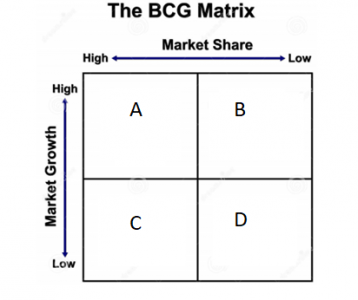 The BCG Matrix
Market Share
High Low
High
A B
Market Growth
C D
Low